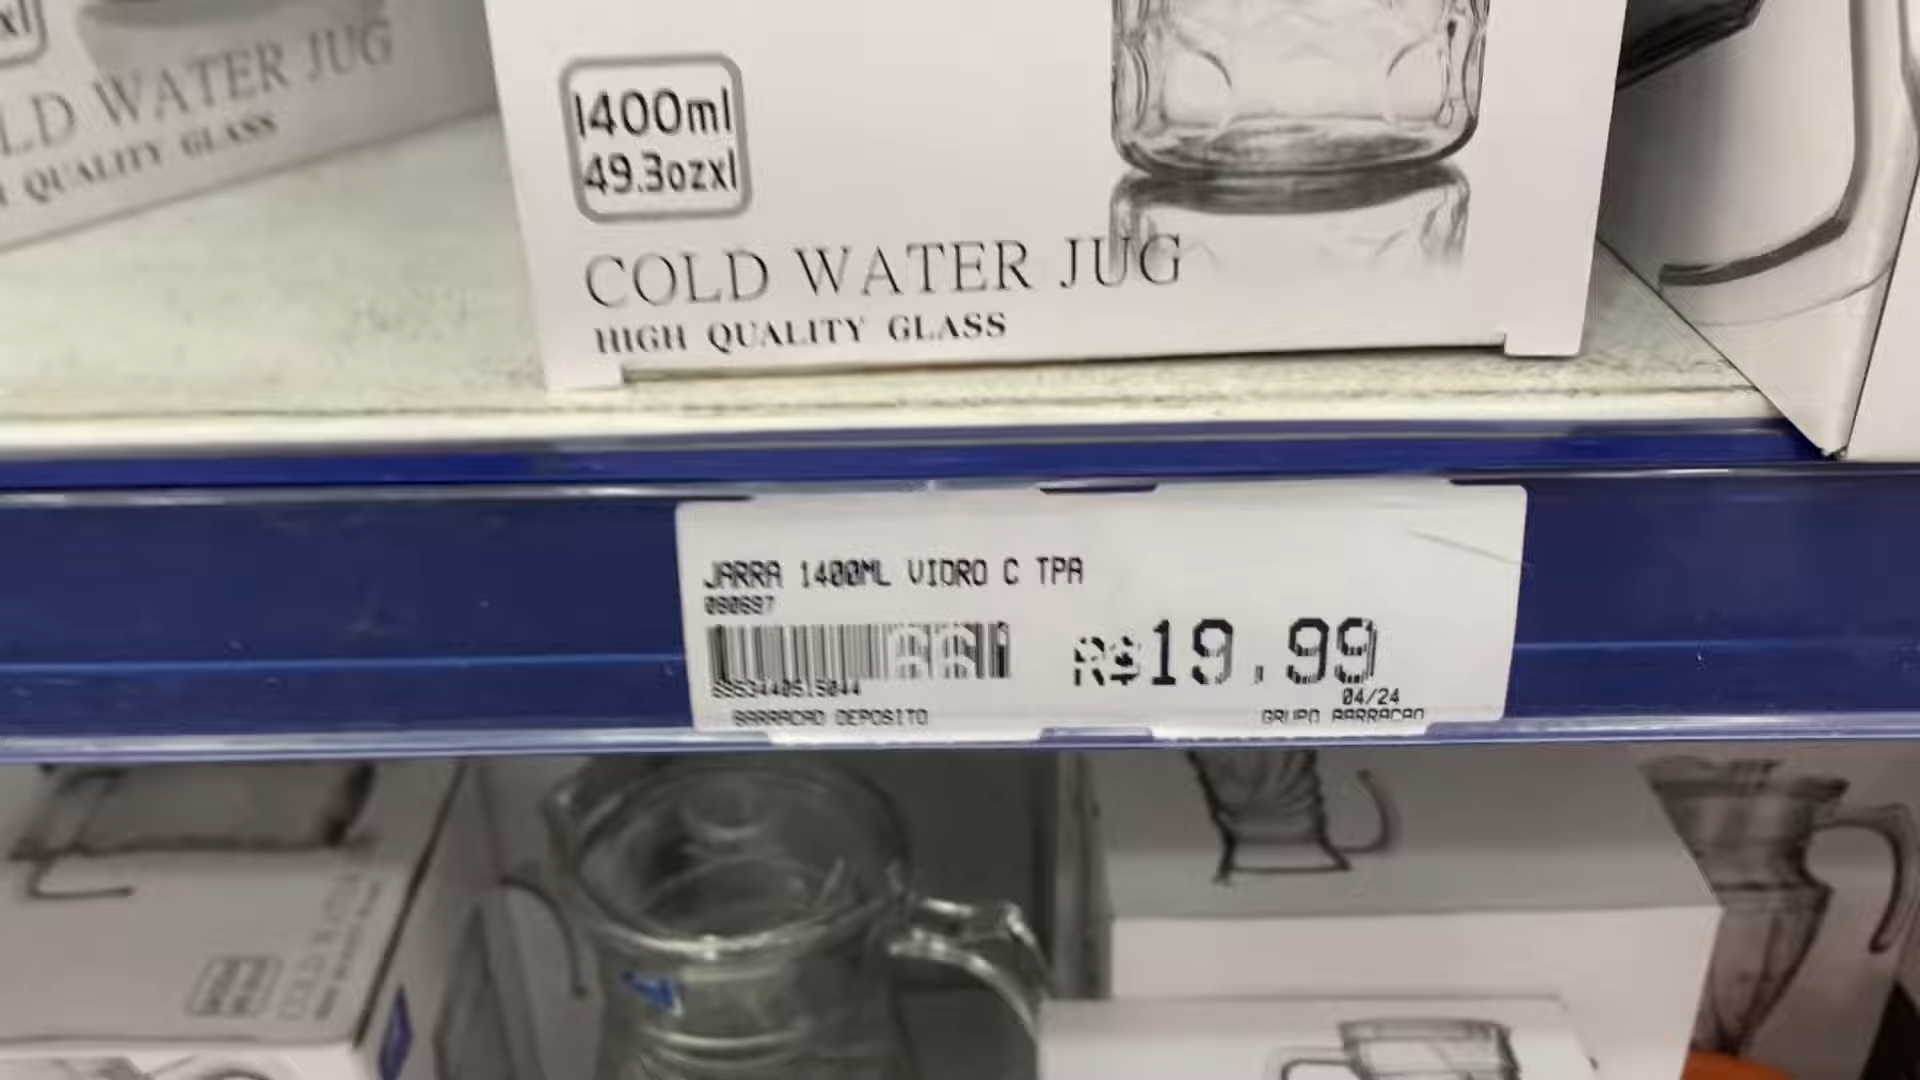 LD WATER JUG
QUALITY GLASS
1400ml
49.3ozxl
COLD WATER JUG
HIGH QUALITY GLASS
JARRA 1400ML VIDRO C TPA
080697
R$19.99
04/24
BARRACAO DEPOSITO
GRUPO BARRACAO